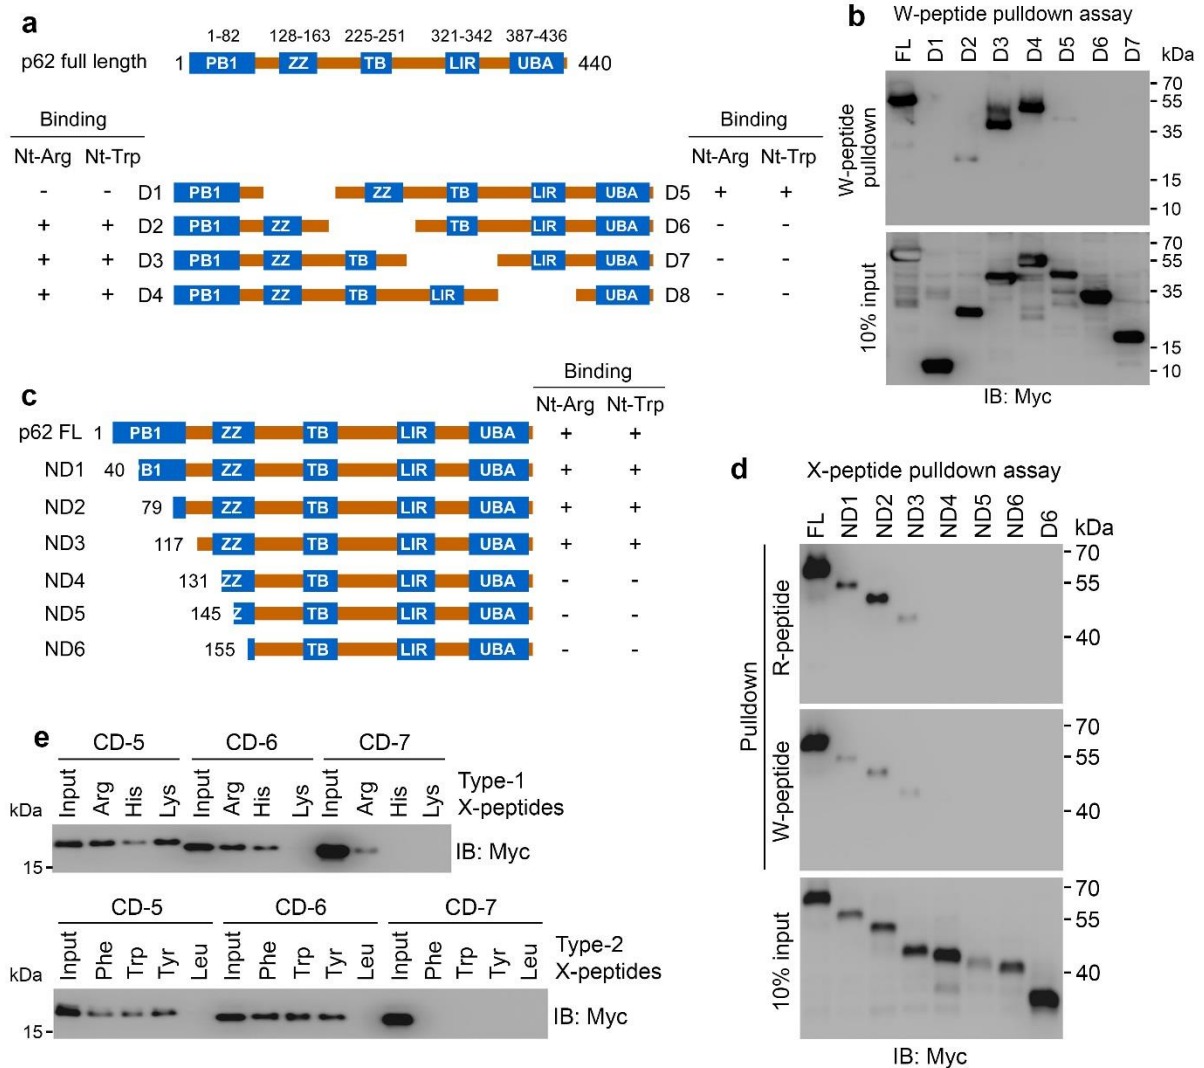 a
1-82 128-163 225-251 321-342 387-436
p62 full length 1 PB1 ZZ TB LIR UBA 440
Binding Binding
Nt-Arg Nt-Trp Nt-Arg Nt-Trp
- - D1 PB1 ZZ TB LIR UBA D5 + +
+ + D2 PB1 ZZ TB LIR UBA D6 - -
+ + D3 PB1 ZZ TB LIR UBA D7 - -
+ + D4 PB1 ZZ TB LIR UBA D8 - -
b W-peptide pulldown assay
FL D1 D2 D3 D4 D5 D6 D7 kDa
W-peptide
pulldown
70
55
35
15
10
10% input
70
55
35
15
10
IB: Myc
c Binding
Nt-Arg Nt-Trp
p62 FL 1 PB1 ZZ TB LIR UBA + +
ND1 40 B1 ZZ TB LIR UBA + +
ND2 79 ZZ TB LIR UBA + +
ND3 117 ZZ TB LIR UBA + +
ND4 131 ZZ TB LIR UBA - -
ND5 145 Z TB LIR UBA - -
ND6 155 TB LIR UBA - -
d X-peptide pulldown assay
FL ND1 ND2 ND3 ND4 ND5 ND6 D6 kDa
Pulldown
R-peptide
70
55
40
W-peptide
70
55
40
10% input
70
55
40
IB: Myc
e
CD-5 CD-6 CD-7
kDa Input Arg His Lys Input Arg His Lys Input Arg His Lys Type-1
X-peptides
15 IB: Myc
CD-5 CD-6 CD-7
kDa Input Phe Trp Tyr Leu Input Phe Trp Tyr Leu Input Phe Trp Tyr Leu Type-2
X-peptides
15 IB: Myc